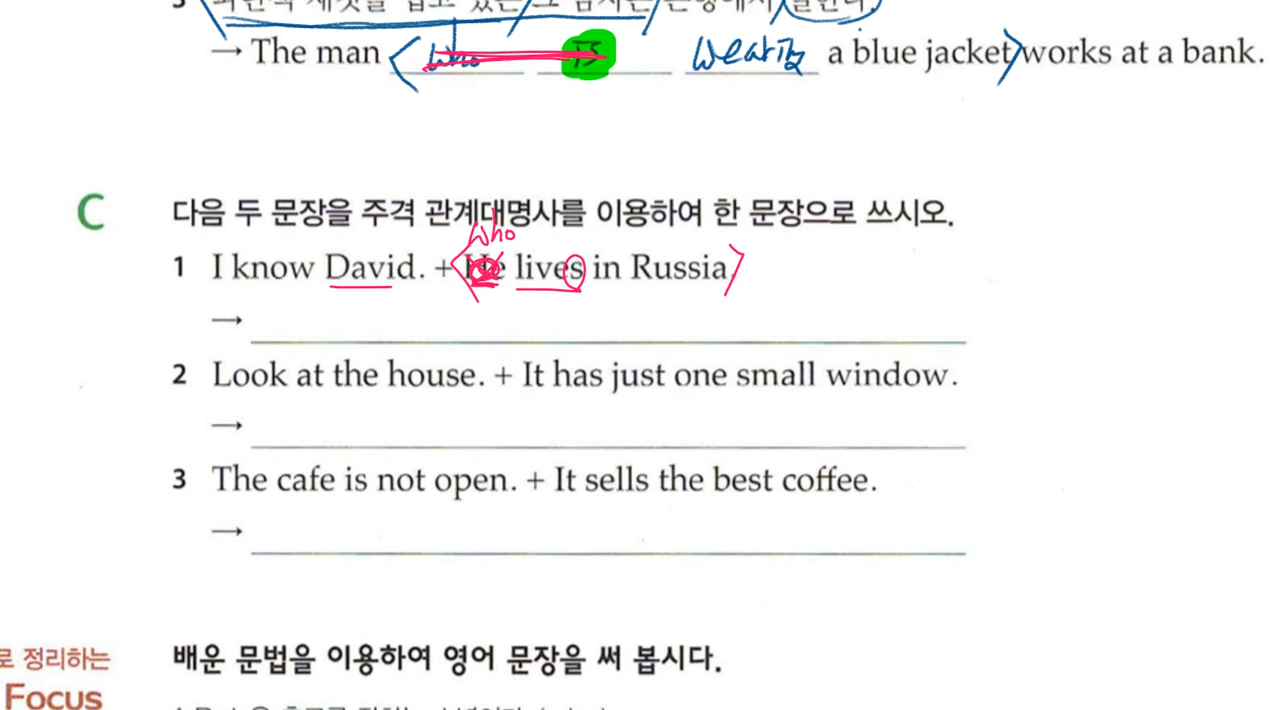 → The man < who is wearing a blue jacket> works at a bank.
C 다음 두 문장을 주격 관계대명사를 이용하여 한 문장으로 쓰시오.
who
1 I know David. + <He lives in Russia.>
→
2 Look at the house. + It has just one small window.
→
3 The cafe is not open. + It sells the best coffee.
→
로 정리하는 배운 문법을 이용하여 영어 문장을 써 봅시다.
Focus